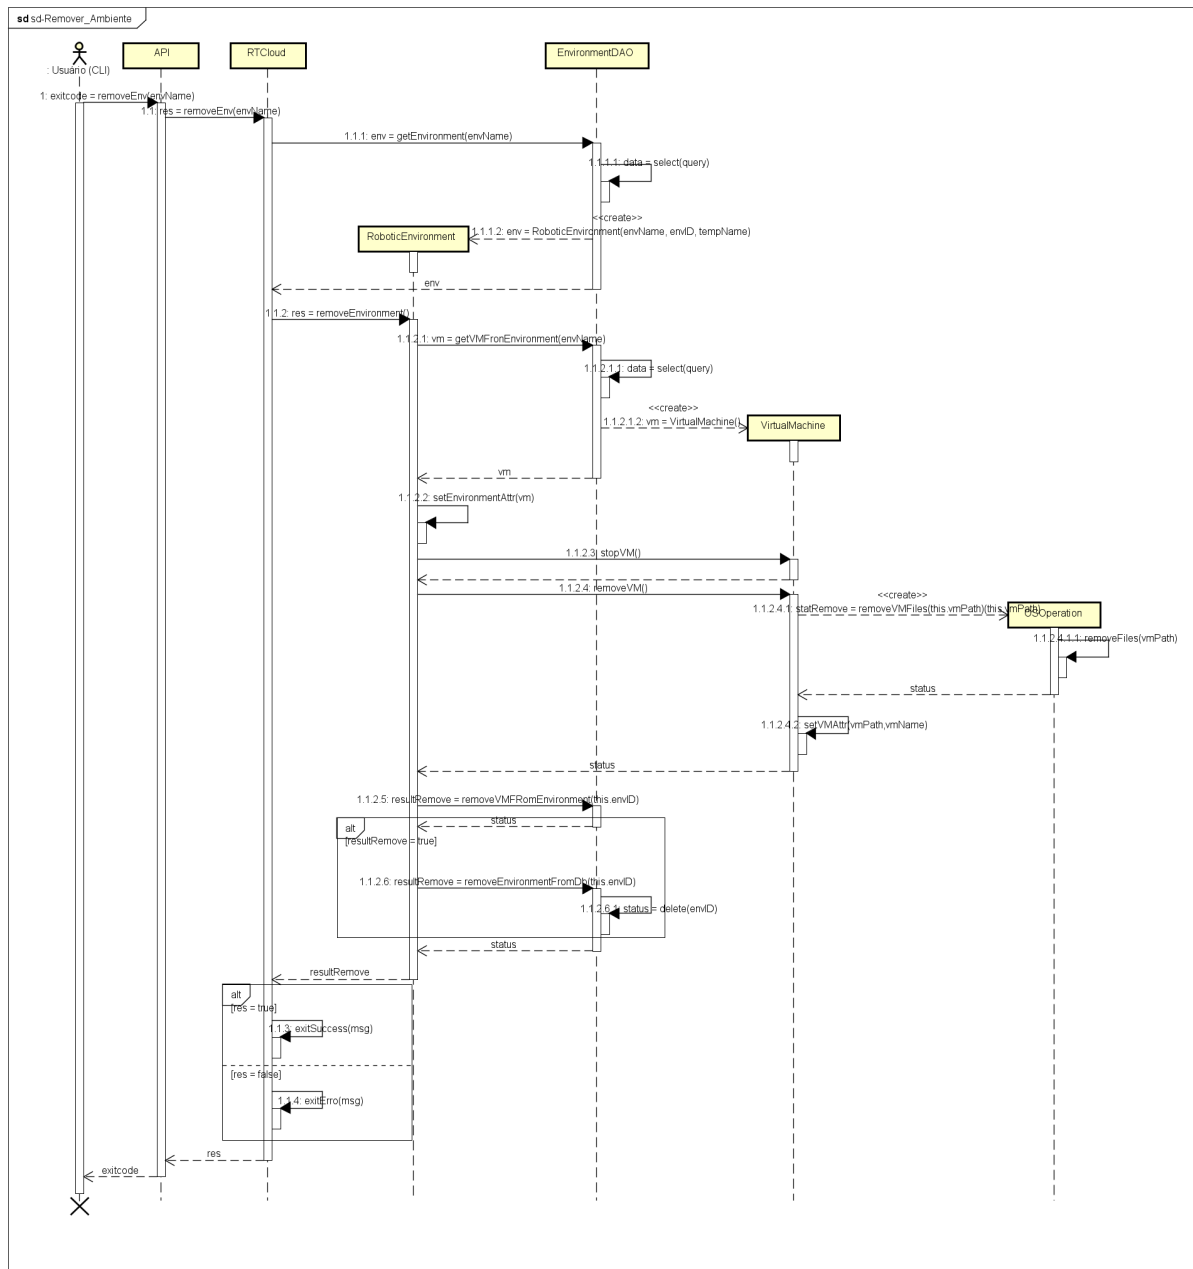 sd sd-Remover_Ambiente
: Usuário (CLI)
API
RTCloud
EnvironmentDAO
1: exitcode = removeEnv(envName)
1.1: res = removeEnv(envName)
1.1.1: env = getEnvironment(envName)
1.1.1.1: data = select(query)
<<create>>
1.1.1.2: env = RoboticEnvironment(envName, envID, tempName)
RoboticEnvironment
env
1.1.2: res = removeEnvironment()
1.1.2.1: vm = getVMFronEnvironment(envName)
1.1.2.1.1: data = select(query)
<<create>>
1.1.2.1.2: vm = VirtualMachine()
VirtualMachine
vm
1.1.2.2: setEnvironmentAttr(vm)
1.1.2.3: stopVM()
1.1.2.4: removeVM()
<<create>>
1.1.2.4.1: statRemove = removeVMFiles(this.vmPath)(this.vmPath)
OSOperation
1.1.2.4.1.1: removeFiles(vmPath)
status
1.1.2.4.2: setVMAttr(vmPath,vmName)
status
1.1.2.5: resultRemove = removeVMFRomEnvironment(this.envID)
status
alt
[resultRemove = true]
1.1.2.6: resultRemove = removeEnvironmentFromDb(this.envID)
1.1.2.6.1: status = delete(envID)
status
resultRemove
alt
[res = true]
1.1.3: exitSuccess(msg)
[res = false]
1.1.4: exitErro(msg)
res
exitcode